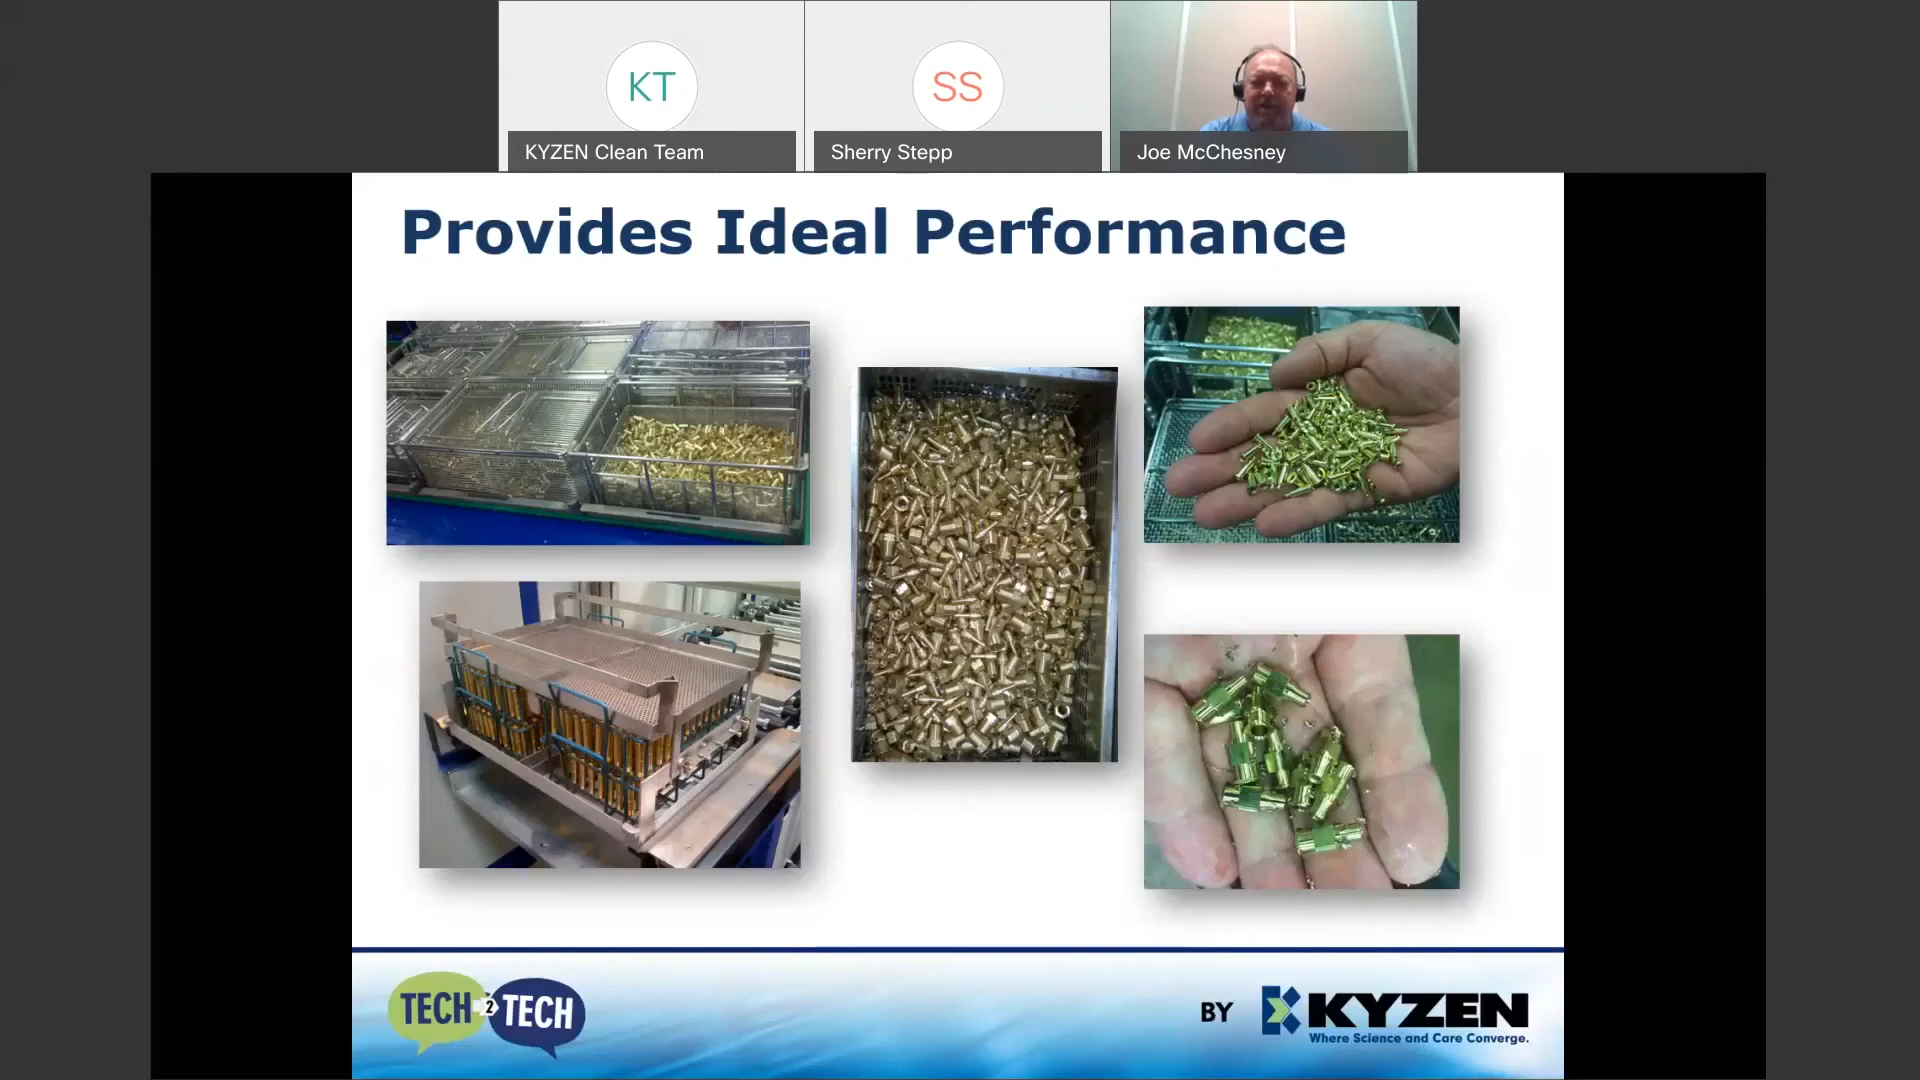 KT
SS
KYZEN Clean Team
Sherry Stepp
Joe McChesney
Provides Ideal Performance
TECH 2 TECH
BY KYZEN
Where Science and Care Converge.